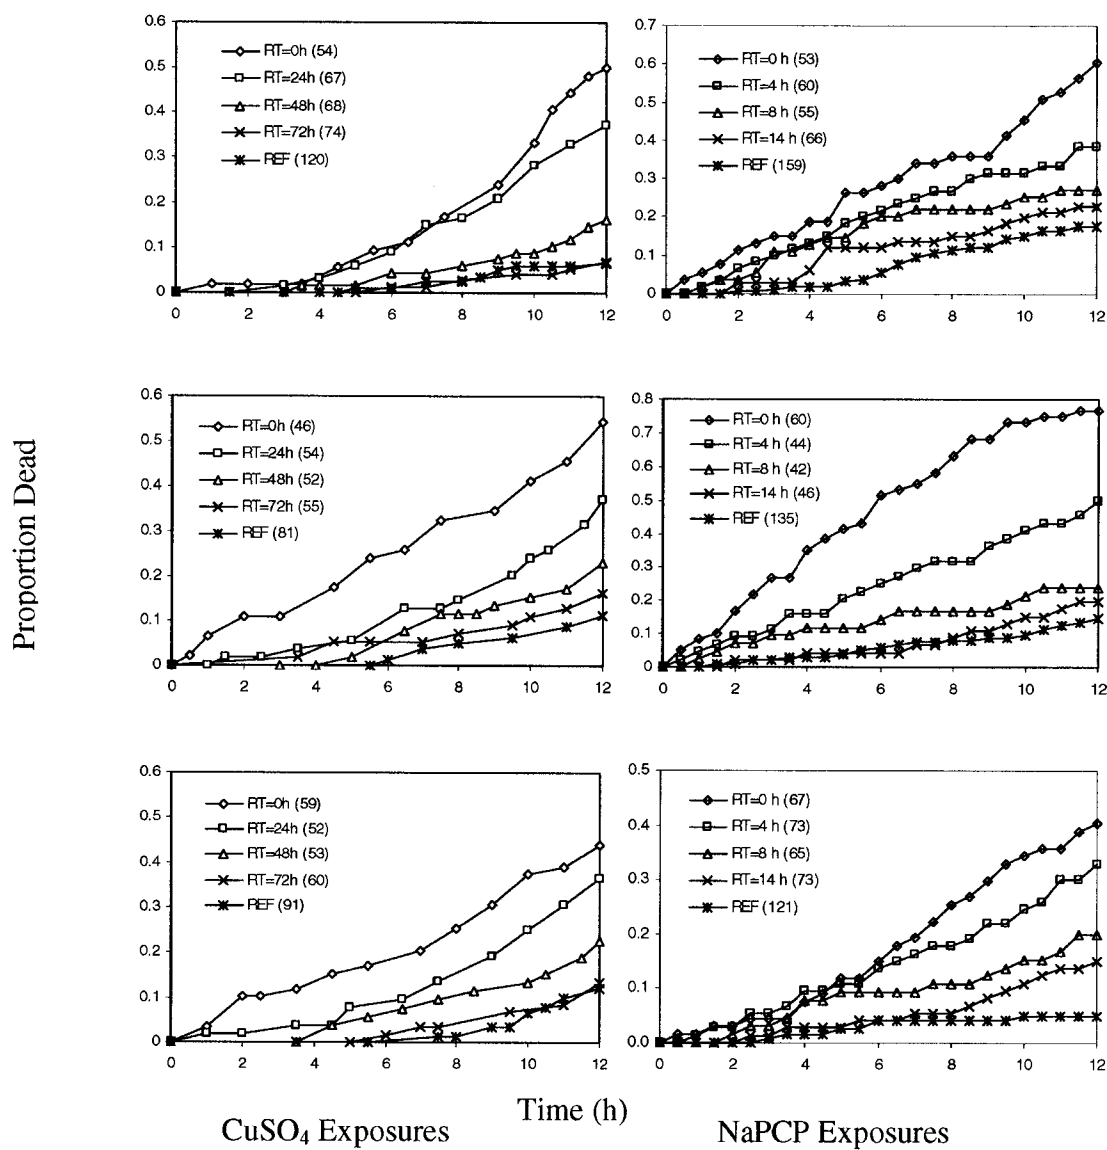 0.6
0.5
0.4
0.3
0.2
0.1
0
RT=0h (54)
RT=24h (67)
RT=48h (68)
RT=72h (74)
REF (120)
0 2 4 6 8 10 12
0.7
0.6
0.5
0.4
0.3
0.2
0.1
0
RT=0 h (53)
RT=4 h (60)
RT=8 h (55)
RT=14 h (66)
REF (159)
0 2 4 6 8 10 12
Proportion Dead
0.6
0.5
0.4
0.3
0.2
0.1
0
RT=0h (46)
RT=24h (54)
RT=48h (52)
RT=72h (55)
REF (81)
0 2 4 6 8 10 12
0.8
0.7
0.6
0.5
0.4
0.3
0.2
0.1
0.0
RT=0 h (60)
RT=4 h (44)
RT=8 h (42)
RT=14 h (46)
REF (135)
0 2 4 6 8 10 12
0.6
0.5
0.4
0.3
0.2
0.1
0
RT=0h (59)
RT=24h (52)
RT=48h (53)
RT=72h (60)
REF (91)
0 2 4 6 8 10 12
0.5
0.4
0.3
0.2
0.1
0.0
RT=0 h (67)
RT=4 h (73)
RT=8 h (65)
RT=14 h (73)
REF (121)
0 2 4 6 8 10 12
Time (h)
CuSO₄ Exposures
NaPCP Exposures